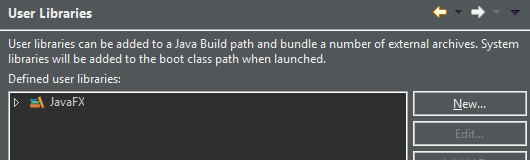 User Libraries
User libraries can be added to a Java Build path and bundle a number of external archives. System
libraries will be added to the boot class path when launched.
Defined user libraries:
JavaFX
New...
Edit...